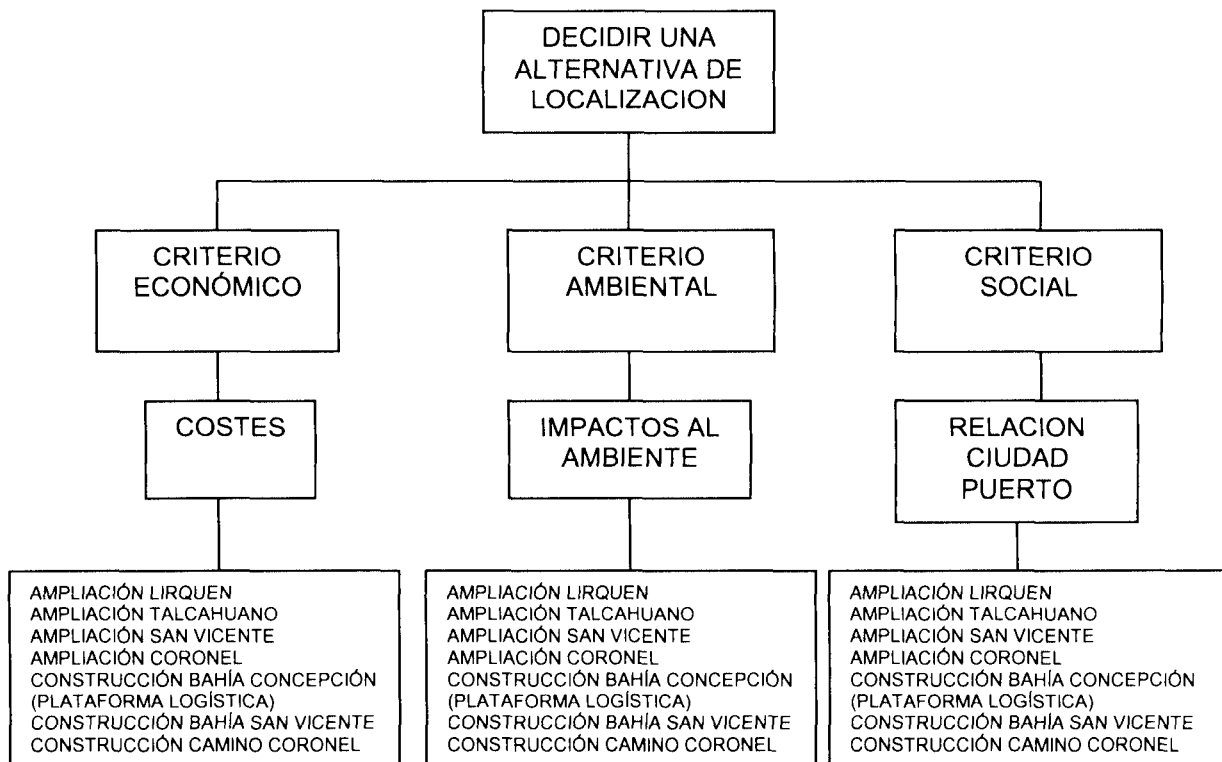 DECIDIR UNA
ALTERNATIVA DE
LOCALIZACION
CRITERIO
ECONÓMICO
CRITERIO
AMBIENTAL
CRITERIO
SOCIAL
COSTES
IMPACTOS AL
AMBIENTE
RELACION
CIUDAD
PUERTO
AMPLIACIÓN LIRQUEN
AMPLIACIÓN TALCAHUANO
AMPLIACIÓN SAN VICENTE
AMPLIACIÓN CORONEL
CONSTRUCCIÓN BAHÍA CONCEPCIÓN
(PLATAFORMA LOGÍSTICA)
CONSTRUCCIÓN BAHÍA SAN VICENTE
CONSTRUCCIÓN CAMINO CORONEL
AMPLIACIÓN LIRQUEN
AMPLIACIÓN TALCAHUANO
AMPLIACIÓN SAN VICENTE
AMPLIACIÓN CORONEL
CONSTRUCCIÓN BAHÍA CONCEPCIÓN
(PLATAFORMA LOGÍSTICA)
CONSTRUCCIÓN BAHÍA SAN VICENTE
CONSTRUCCIÓN CAMINO CORONEL
AMPLIACIÓN LIRQUEN
AMPLIACIÓN TALCAHUANO
AMPLIACIÓN SAN VICENTE
AMPLIACIÓN CORONEL
CONSTRUCCIÓN BAHÍA CONCEPCIÓN
(PLATAFORMA LOGÍSTICA)
CONSTRUCCIÓN BAHÍA SAN VICENTE
CONSTRUCCIÓN CAMINO CORONEL